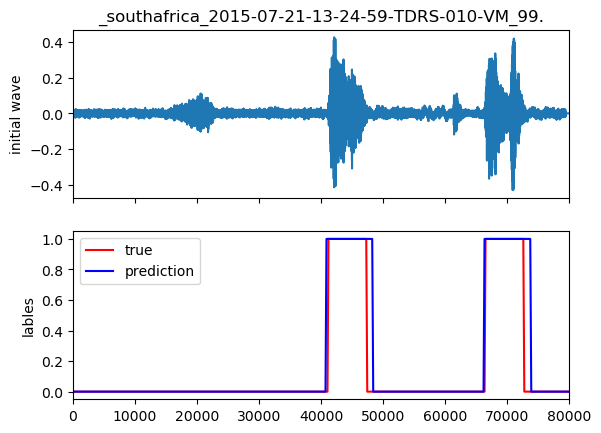 _southafrica_2015-07-21-13-24-59-TDRS-010-VM_99.
initial wave
0.4
0.2
0.0
−0.2
−0.4
lables
1.0
0.8
0.6
0.4
0.2
0.0
true
prediction
0 10000 20000 30000 40000 50000 60000 70000 80000